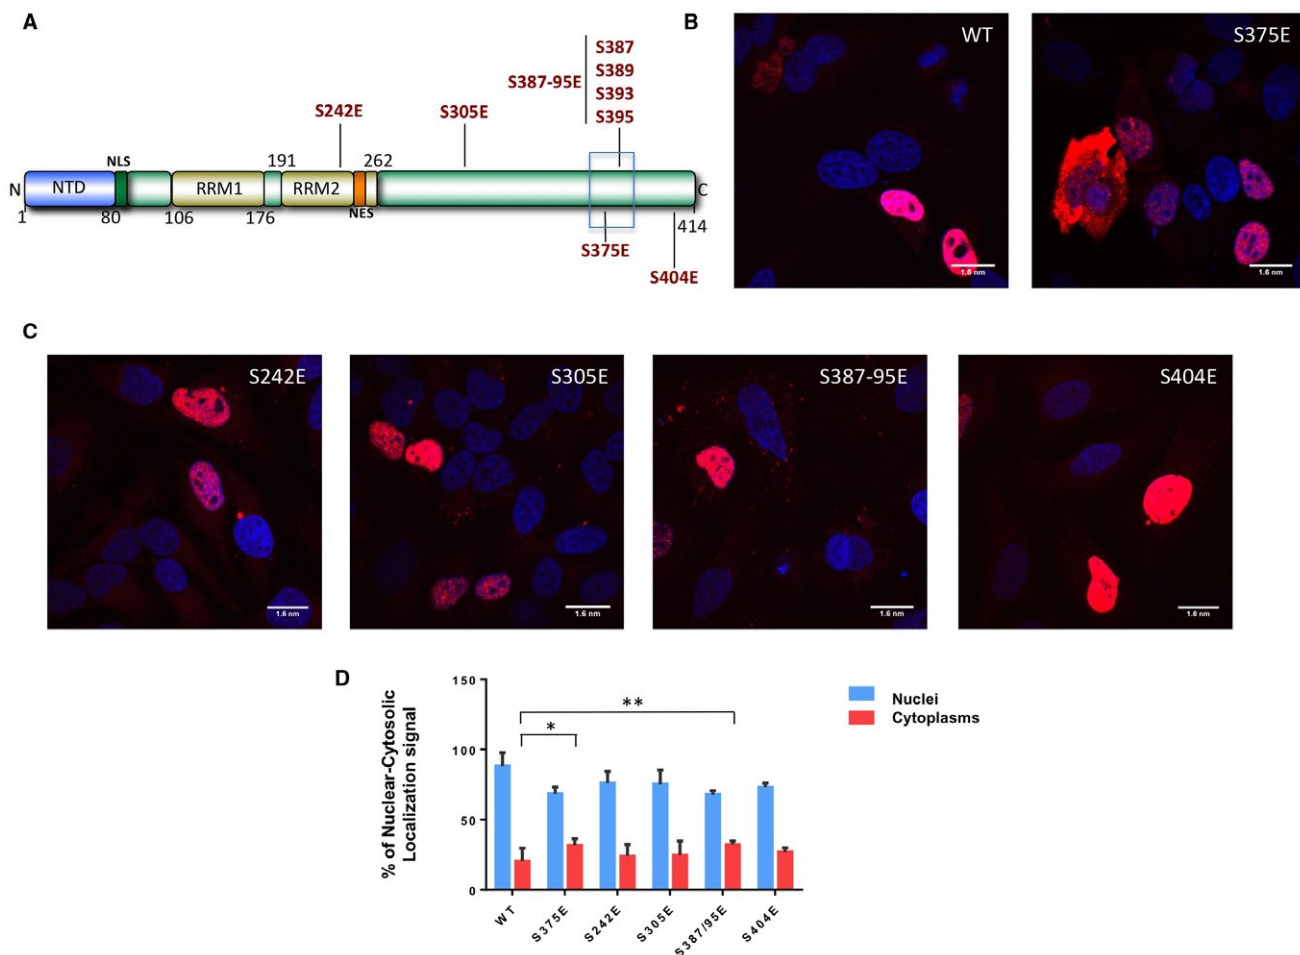 A
S387
S389
S387-95E
S393
S395
S242E
S305E
NLS
191
262
N
NTD
RRM1
RRM2
C
1
80
106
176
NES
414
S375E
S404E
B
WT
1.6 nm
S375E
1.6 nm
C
S242E
1.6 nm
S305E
1.6 nm
S387-95E
1.6 nm
S404E
1.6 nm
D
% of Nuclear-Cytosolic
Localization signal
150
100
50
0
**
*
Nuclei
Cytoplasms
WT
S375E
S242E
S305E
S387/95E
S404E